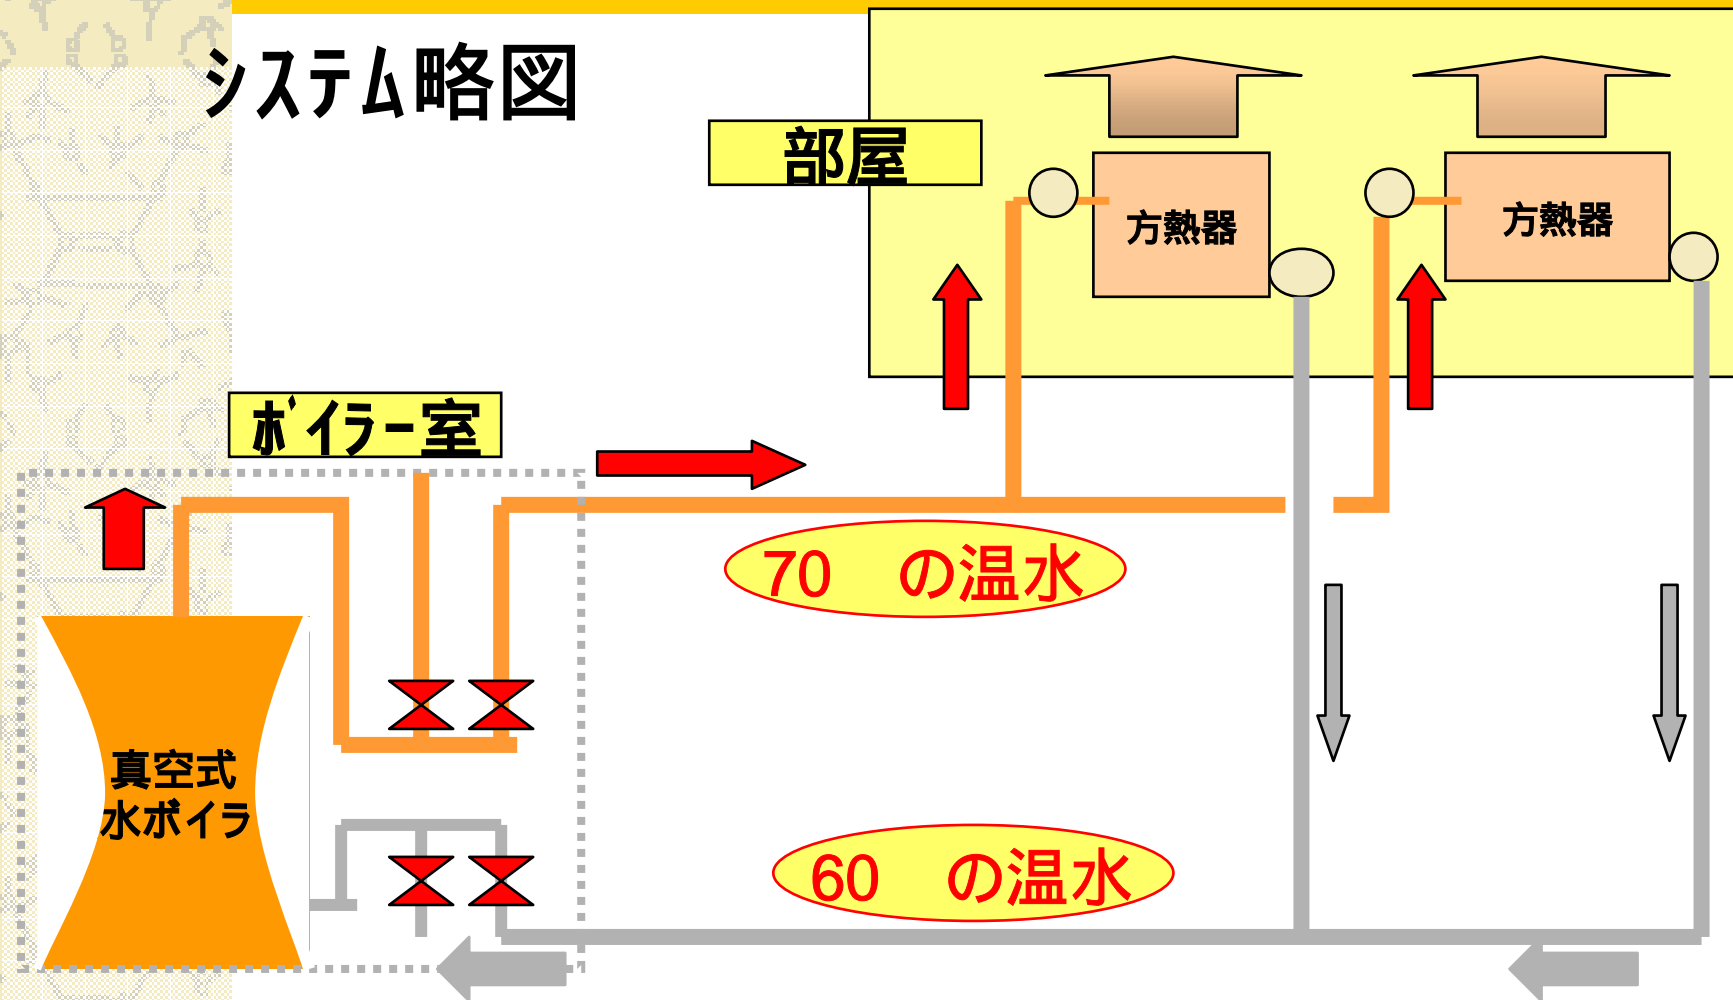 システム略図
部屋
方熱器
方熱器
ボイラー室
70　の温水
真空式
水ボイラ
60　の温水